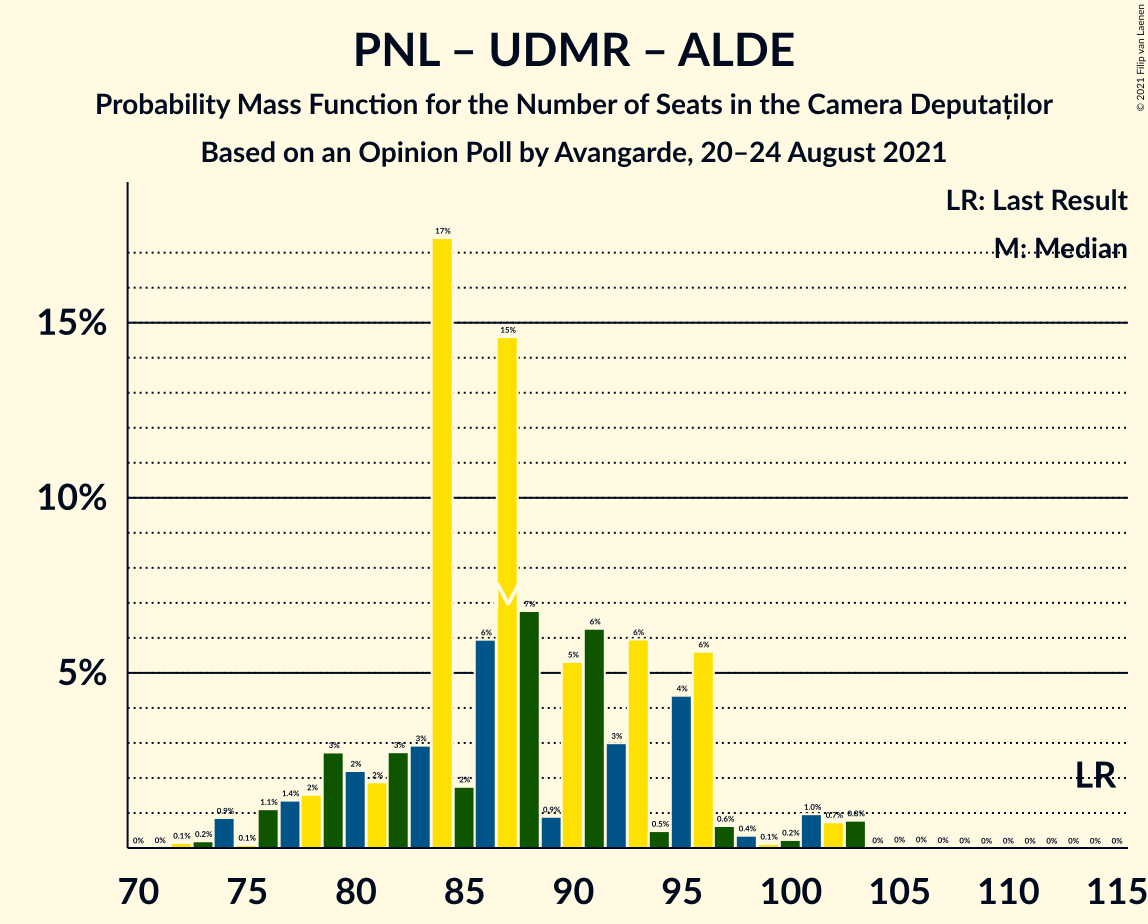 PNL – UDMR – ALDE
Probability Mass Function for the Number of Seats in the Camera Deputaților
Based on an Opinion Poll by Avangarde, 20–24 August 2021
© 2021 Filip van Laenen
LR: Last Result
M: Median
15%
10%
5%
0% 0% 0.1% 0.2% 0.9% 0.1% 1.1% 1.4% 2% 3% 2% 2% 3% 3% 17% 2% 6% 15% 7% 0.9% 5% 6% 3% 6% 0.5% 4% 6% 0.6% 0.4% 0.1% 0.2% 1.0% 0.7% 0.8% 0% 0% 0% 0% 0% 0% 0% 0% 0% 0% 0% 0%
M
LR
70 75 80 85 90 95 100 105 110 115